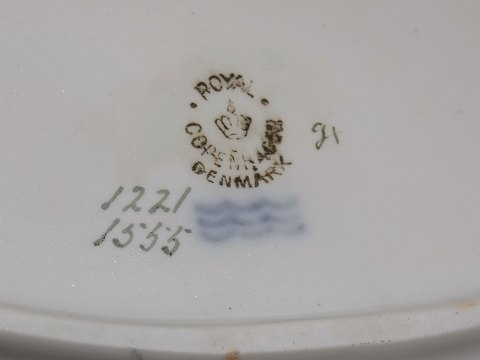 ROYAL
COPENHAGEN
DENMARK
1221
1555